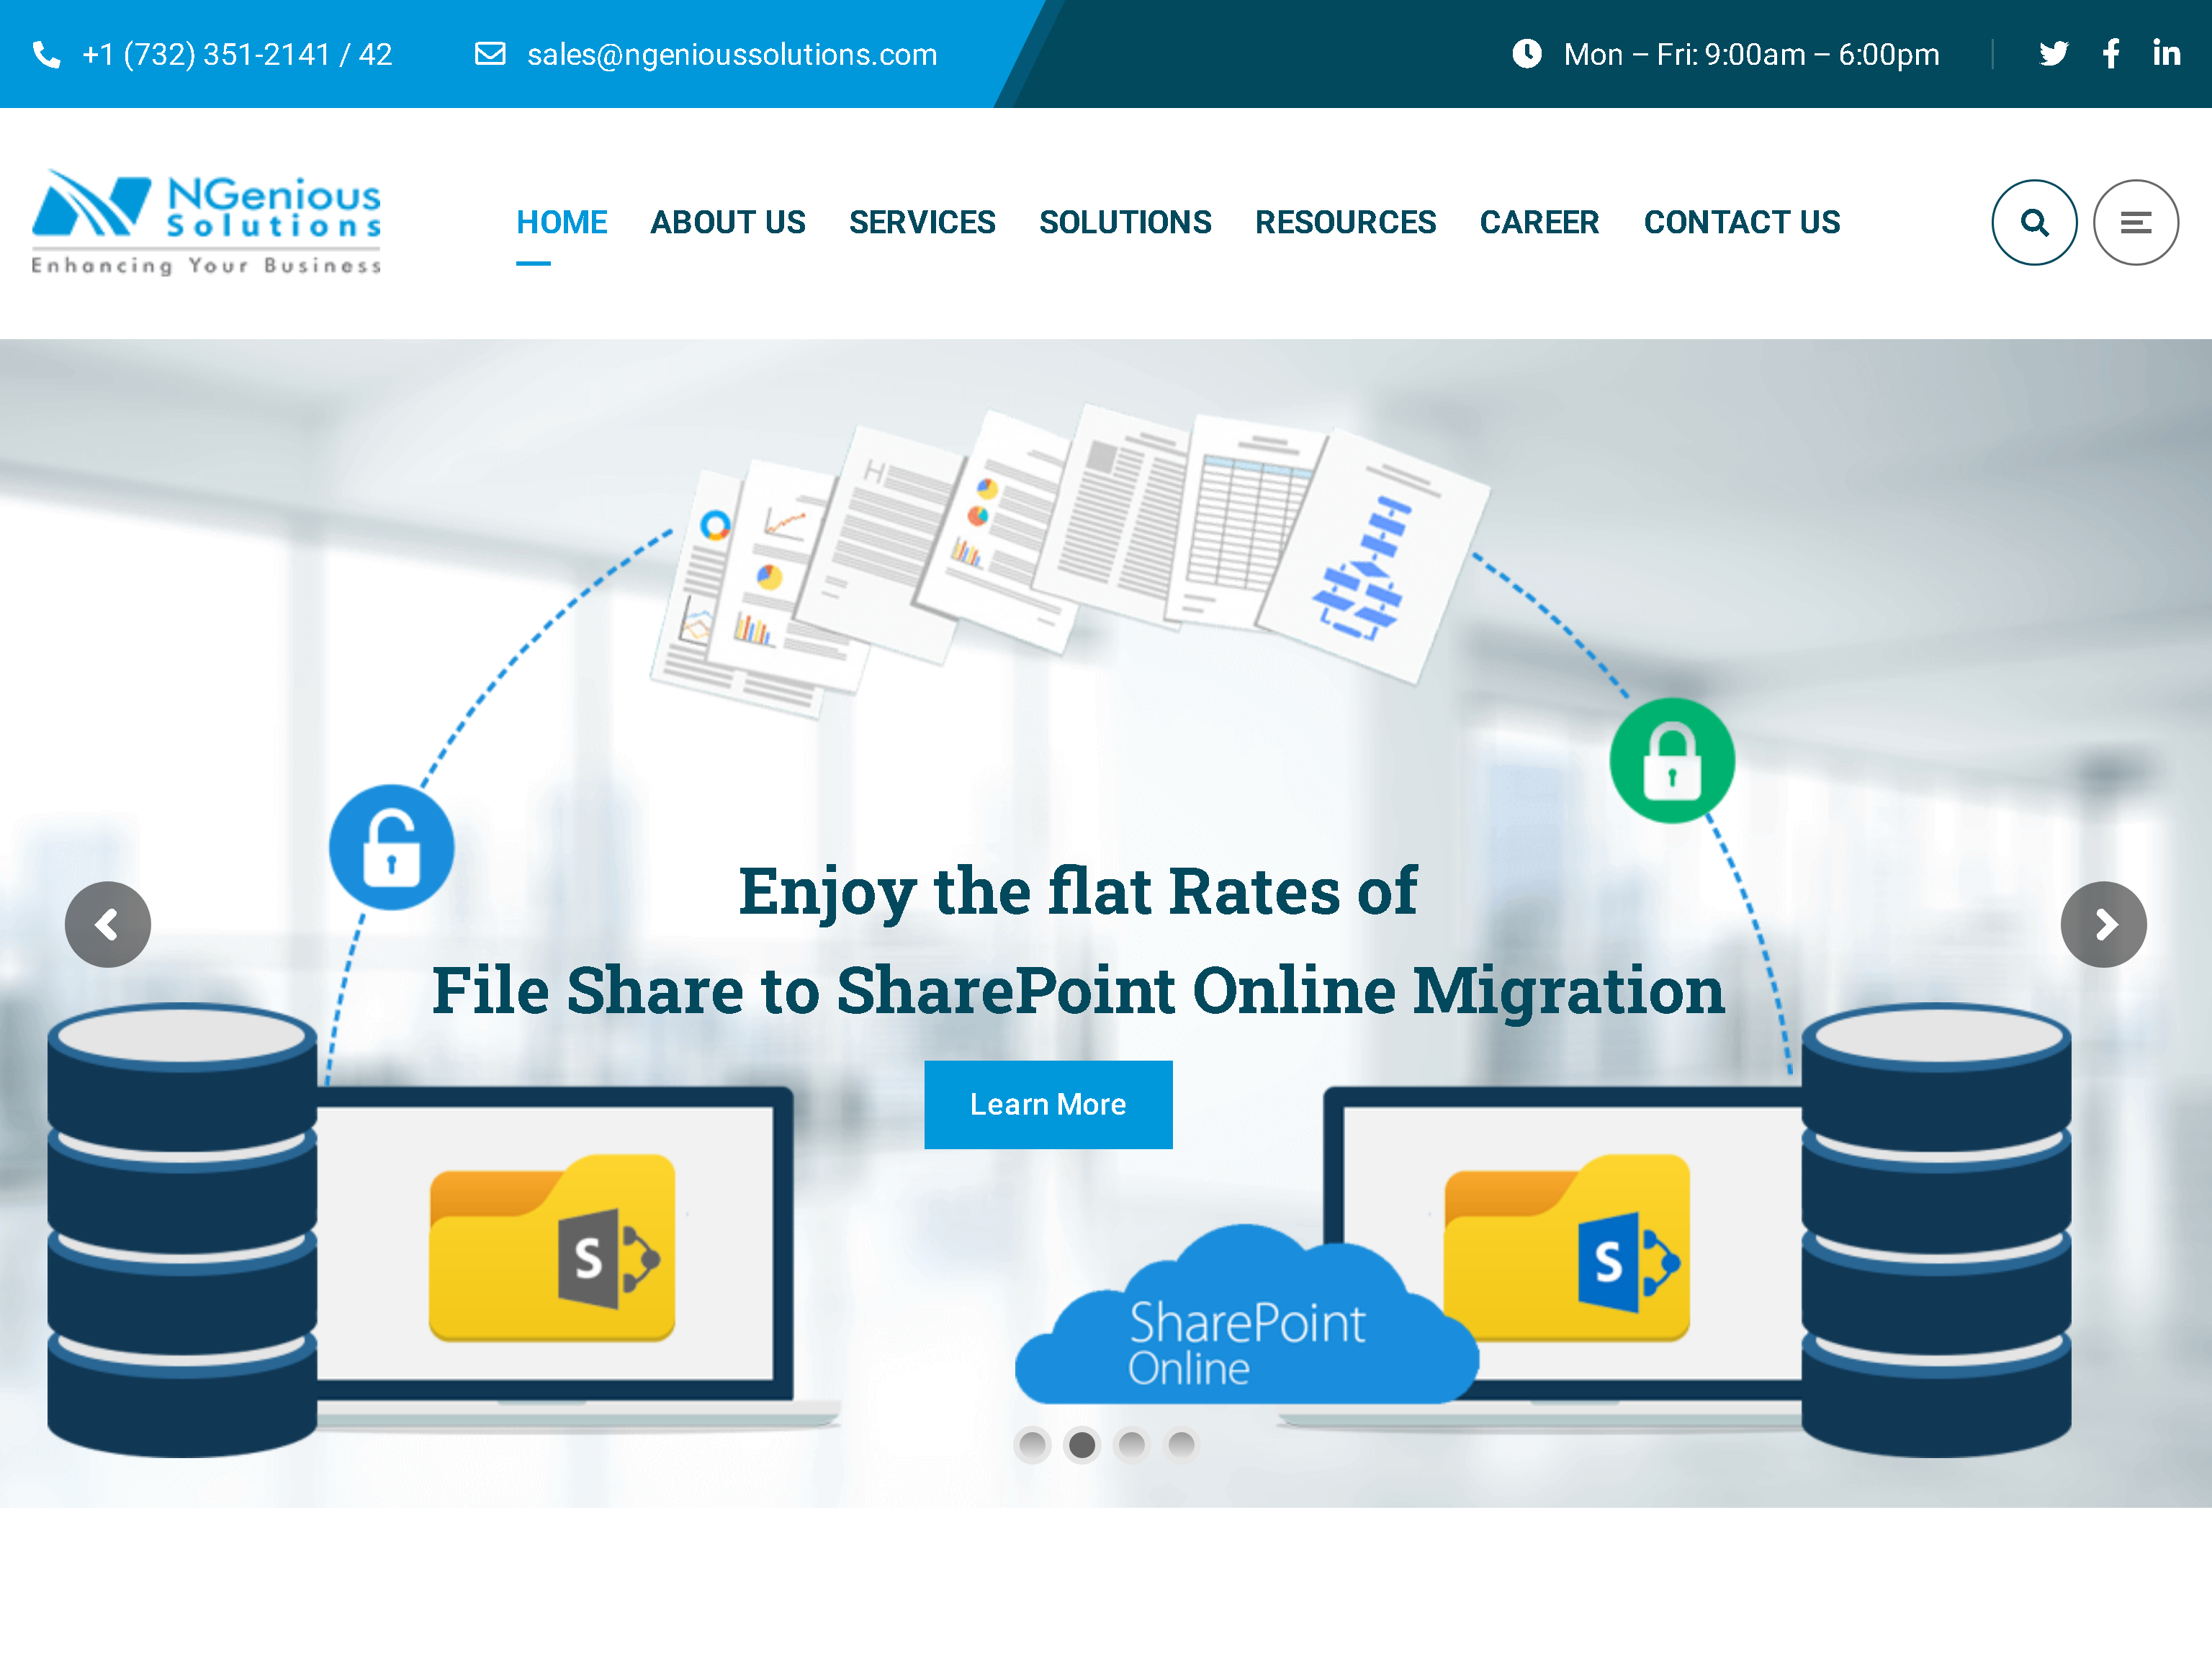 +1 (732) 351-2141 / 42
sales@ngenioussolutions.com
Mon – Fri: 9:00am – 6:00pm
NGenious
Solutions
Enhancing Your Business
HOME
ABOUT US
SERVICES
SOLUTIONS
RESOURCES
CAREER
CONTACT US
H
Enjoy the flat Rates of
File Share to SharePoint Online Migration
Learn More
S
S
SharePoint
Online